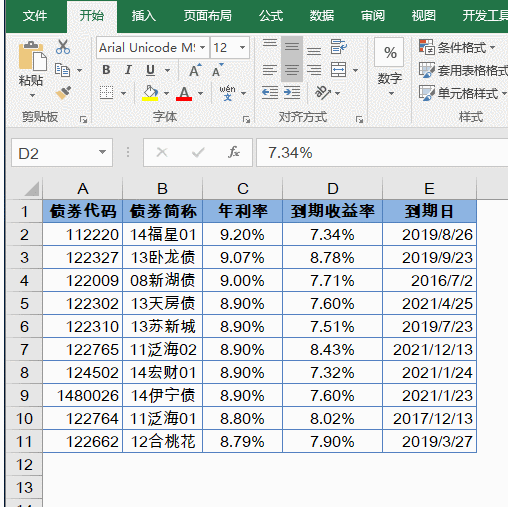 文件 开始 插入 页面布局 公式 数据 审阅 视图 开发工
粘贴 Arial Unicode MS 12 % 条件格式
B I U A A 数字 套用表格格式
A wén 文 单元格样式
剪贴板 字体 对齐方式 样式
D2 fx 7.34%
A B C D E
1 债券代码 债券简称 年利率 到期收益率 到期日
2 112220 14福星01 9.20% 7.34% 2019/8/26
3 122327 13卧龙债 9.07% 8.78% 2019/9/23
4 122009 08新湖债 9.00% 7.71% 2016/7/2
5 122302 13天房债 8.90% 7.60% 2021/4/25
6 122310 13苏新城 8.90% 7.51% 2019/7/23
7 122765 11泛海02 8.90% 8.43% 2021/12/13
8 124502 14宏财01 8.90% 7.32% 2021/1/24
9 1480026 14伊宁债 8.90% 7.60% 2021/1/23
10 122764 11泛海01 8.80% 8.02% 2017/12/13
11 122662 12合桃花 8.79% 7.90% 2019/3/27
12
13